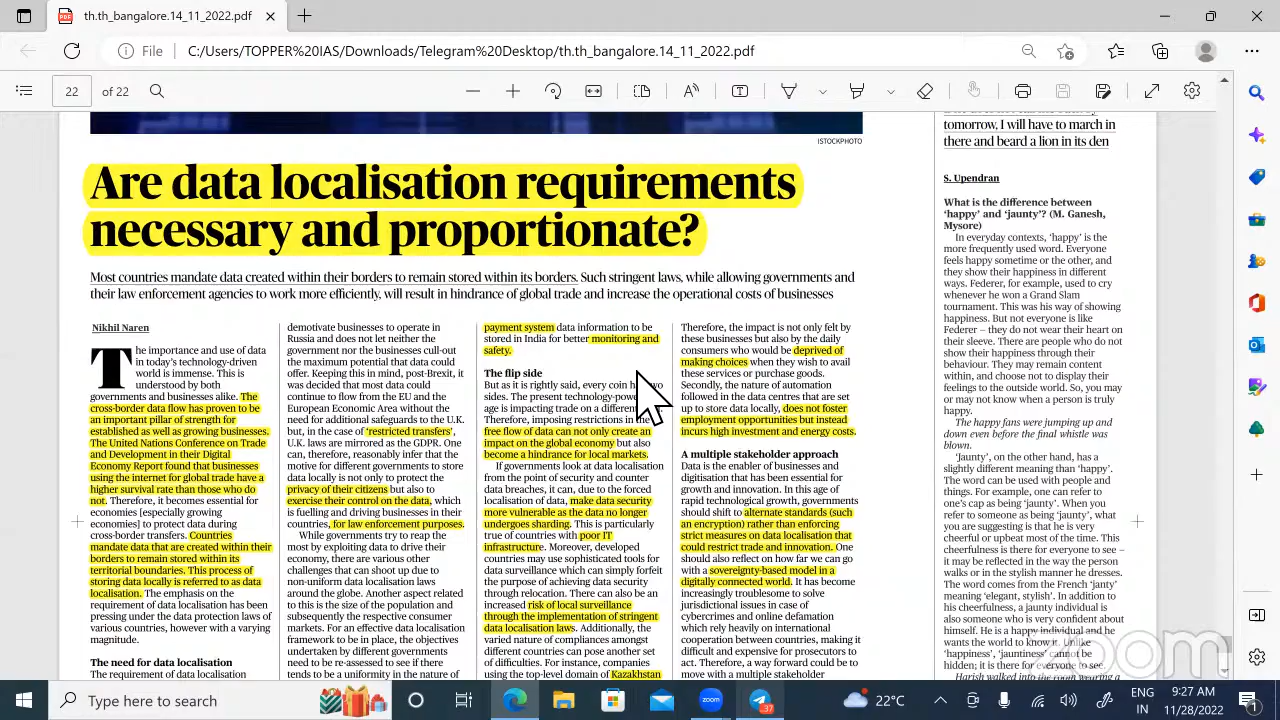 th.th_bangalore.14_11_2022.pdf
File
C:/Users/TOPPER%20IAS/Downloads/Telegram%20Desktop/th.th_bangalore.14_11_2022.pdf
22
of 22
ISTOCKPHOTO
Are data localisation requirements
necessary and proportionate?
Most countries mandate data created within their borders to remain stored within its borders. Such stringent laws, while allowing governments and
their law enforcement agencies to work more efficiently, will result in hindrance of global trade and increase the operational costs of businesses
Nikhil Naren
The importance and use of data
in today's technology-driven
world is immense. This is
understood by both
governments and businesses alike. The
cross-border data flow has proven to be
an important pillar of strength for
established as well as growing businesses.
The United Nations Conference on Trade
and Development in their Digital
Economy Report found that businesses
using the internet for global trade have a
higher survival rate than those who do
not. Therefore, it becomes essential for
economies [especially growing
economies] to protect data during
cross-border transfers. Countries
mandate data that are created within their
borders to remain stored within its
territorial boundaries. This process of
storing data locally is referred to as data
localisation. The emphasis on the
requirement of data localisation has been
pressing under the data protection laws of
various countries, however with a varying
magnitude.
The need for data localisation
The requirement of data localisation
demotivate businesses to operate in
Russia and does not let neither the
government nor the businesses cull-out
the maximum potential that data could
offer. Keeping this in mind, post-Brexit, it
was decided that most data could
continue to flow from the EU and the
European Economic Area without the
need for additional safeguards to the U.K.
but, in the case of 'restricted transfers',
U.K. laws are mirrored as the GDPR. One
can, therefore, reasonably infer that the
motive for different governments to store
data locally is not only to protect the
privacy of their citizens but also to
exercise their control on the data, which
is fuelling and driving businesses in their
countries, for law enforcement purposes.
While governments try to reap the
most by exploiting data to drive their
economy, there are various other
challenges that can shoot up due to
non-uniform data localisation laws
around the globe. Another aspect related
to this is the size of the population and
subsequently the respective consumer
markets. For an effective data localisation
framework to be in place, the objectives
undertaken by different governments
need to be re-assessed to see if there
tends to be a uniformity in the nature of
payment system data information to be
stored in India for better monitoring and
safety.
The flip side
But as it is rightly said, every coin has two
sides. The present technology-powered
age is impacting trade on a different
Therefore, imposing restrictions in the
free flow of data can not only create an
impact on the global economy but also
become a hindrance for local markets.
If governments look at data localisation
from the point of security and counter
data breaches, it can, due to the forced
localisation of data, make data security
more vulnerable as the data no longer
undergoes sharding. This is particularly
true of countries with poor IT
infrastructure. Moreover, developed
countries may use sophisticated tools for
data surveillance which can simply forfeit
the purpose of achieving data security
through relocation. There can also be an
increased risk of local surveillance
through the implementation of stringent
data localisation laws. Additionally, the
varied nature of compliances amongst
different countries can pose another set
of difficulties. For instance, companies
using the top-level domain of Kazakhstan
Therefore, the impact is not only felt by
these businesses but also by the daily
consumers who would be deprived of
making choices when they wish to avail
these services or purchase goods.
Secondly, the nature of automation
followed in the data centres that are set
up to store data locally, does not foster
employment opportunities but instead
incurs high investment and energy costs.
A multiple stakeholder approach
Data is the enabler of businesses and
digitisation that has been essential for
growth and innovation. In this age of
rapid technological growth, governments
should shift to alternate standards (such
an encryption) rather than enforcing
strict measures on data localisation that
could restrict trade and innovation. One
should also reflect on how far we can go
with a sovereignty-based model in a
digitally connected world. It has become
increasingly troublesome to solve
jurisdictional issues in case of
cybercrimes and online defamation
which rely heavily on international
cooperation between countries, making it
difficult and expensive for prosecutors to
act. Therefore, a way forward could be to
move with a multiple stakeholder
tomorrow, I will have to march in
there and beard a lion in its den
S. Upendran
What is the difference between
'happy' and 'jaunty'? (M. Ganesh,
Mysore)
In everyday contexts, 'happy' is the
more frequently used word. Everyone
feels happy sometime or the other, and
they show their happiness in different
ways. Federer, for example, used to cry
whenever he won a Grand Slam
tournament. This was his way of showing
happiness. But not everyone is like
Federer – they do not wear their heart on
their sleeve. There are people who do not
show their happiness through their
behaviour. They may remain content
within, and choose not to display their
feelings to the outside world. So, you may
or may not know when a person is truly
happy.
The happy fans were jumping up and
down even before the final whistle was
blown.
'Jaunty', on the other hand, has a
slightly different meaning than 'happy'.
The word can be used with people and
things. For example, one can refer to
one's cap as being 'jaunty'. When you
refer to someone as being 'jaunty', what
you are suggesting is that he is very
cheerful or upbeat most of the time. This
cheerfulness is there for everyone to see –
it may be reflected in the way the person
walks or in the stylish manner he dresses.
The word comes from the French 'janty'
meaning 'elegant, stylish'. In addition to
his cheerfulness, a jaunty individual is
also someone who is very confident about
himself. He is a happy individual and he
wants the world to know it. Unlike
'happiness', 'jauntiness' cannot be
hidden; it is there for everyone to see.
Harish walked into the room wearing a
zoom
Type here to search
zoom
37
22°C
ENG
IN
9:27 AM
11/28/2022
1